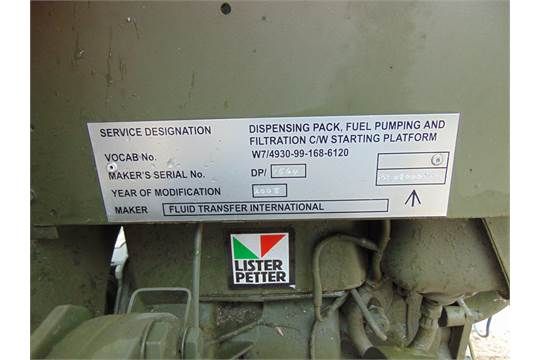 SERVICE DESIGNATION DISPENSING PACK, FUEL PUMPING AND
FILTRATION C/W STARTING PLATFORM
VOCAB No. W7/4930-99-168-6120
MAKER'S SERIAL No. DP/
YEAR OF MODIFICATION
MAKER FLUID TRANSFER INTERNATIONAL
LISTER
PETTER